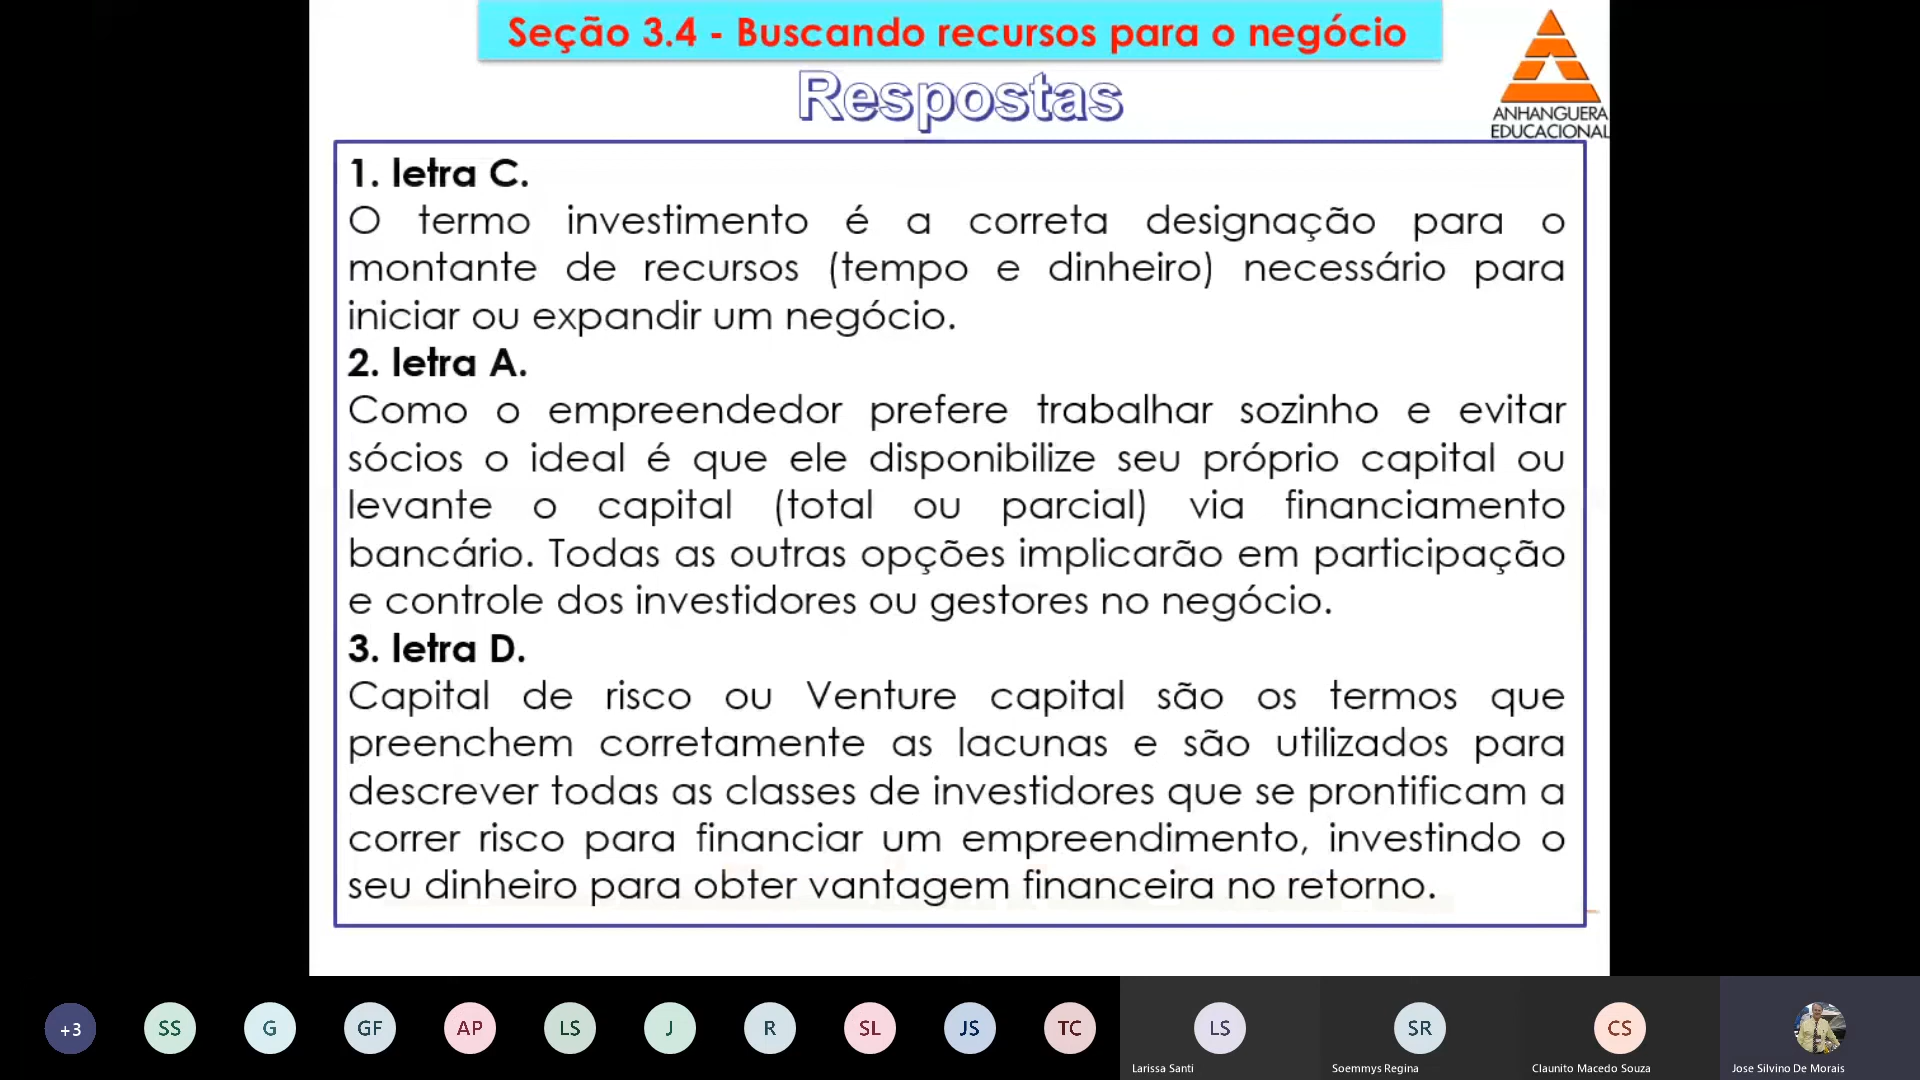 Seção 3.4 - Buscando recursos para o negócio
Respostas
ANHANGUERA
EDUCACIONAL
1. letra C.
O termo investimento é a correta designação para o
montante de recursos (tempo e dinheiro) necessário para
iniciar ou expandir um negócio.
2. letra A.
Como o empreendedor prefere trabalhar sozinho e evitar
sócios o ideal é que ele disponibilize seu próprio capital ou
levante o capital (total ou parcial) via financiamento
bancário. Todas as outras opções implicarão em participação
e controle dos investidores ou gestores no negócio.
3. letra D.
Capital de risco ou Venture capital são os termos que
preenchem corretamente as lacunas e são utilizados para
descrever todas as classes de investidores que se prontificam a
correr risco para financiar um empreendimento, investindo o
seu dinheiro para obter vantagem financeira no retorno.
+3 SS G GF AP LS J R SL JS TC LS SR CS
Larissa Santi Soemmys Regina Claunito Macedo Souza Jose Silvino De Morais